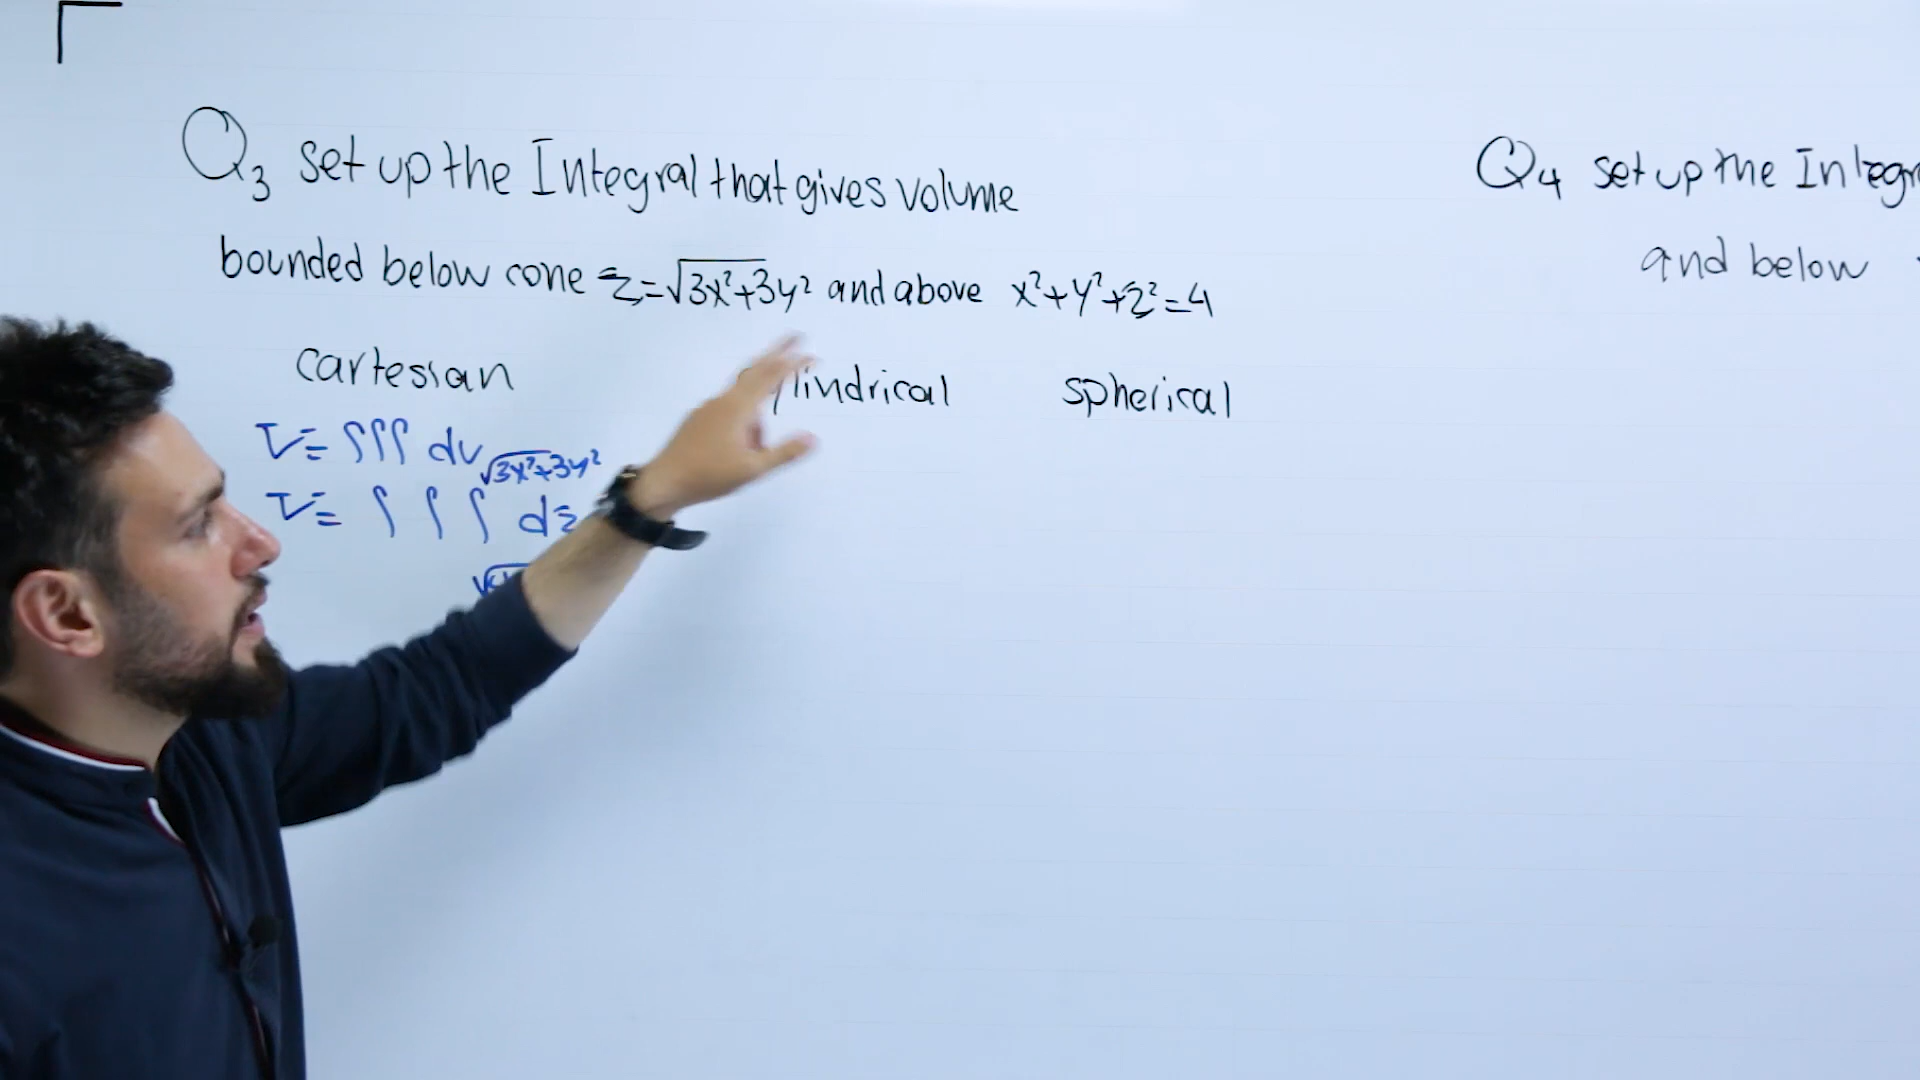 Q3 set up the Integral that gives volume
bounded below cone z=√3x²+3y² and above x²+y²+z²=4
cartessian
V=∫∫∫ dv
√3x²+3y²
V=∫ ∫ ∫ dz
cylindrical
spherical
Q4 set up the Integr
and below